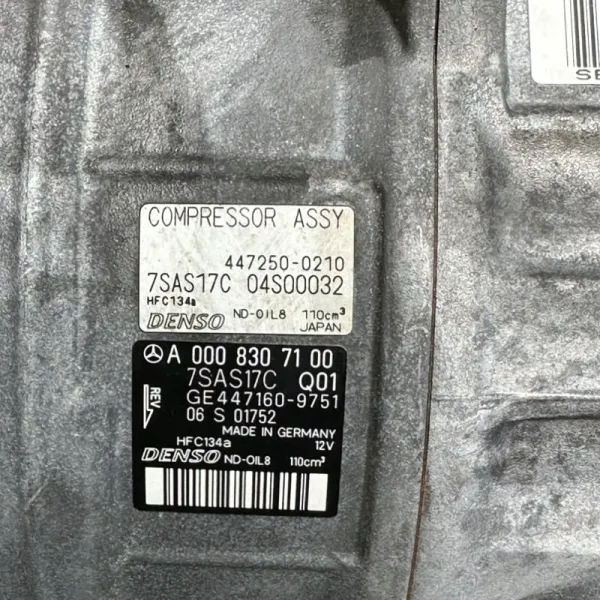 SE
COMPRESSOR ASSY
447250-0210
7SAS17C 04S00032
HFC134a
DENSO ND-OIL8 110cm³
JAPAN
A 000 830 71 00
7SAS17C Q01
REV.
GE447160-9751
06 S 01752
MADE IN GERMANY
HFC134a 12V
DENSO ND-OIL8 110cm³